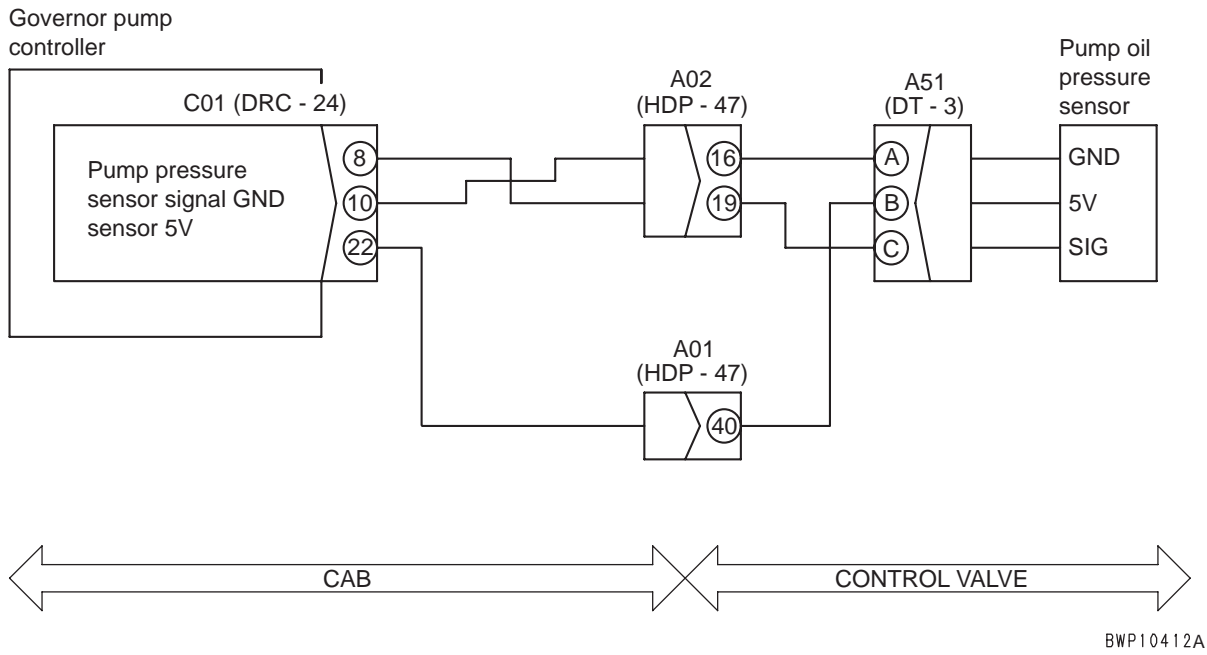 Governor pump
controller
C01 (DRC - 24)
Pump pressure
sensor signal GND
sensor 5V
8
10
22
A02
(HDP - 47)
16
19
A01
(HDP - 47)
40
A51
(DT - 3)
A
B
C
Pump oil
pressure
sensor
GND
5V
SIG
CAB
CONTROL VALVE
BWP10412A